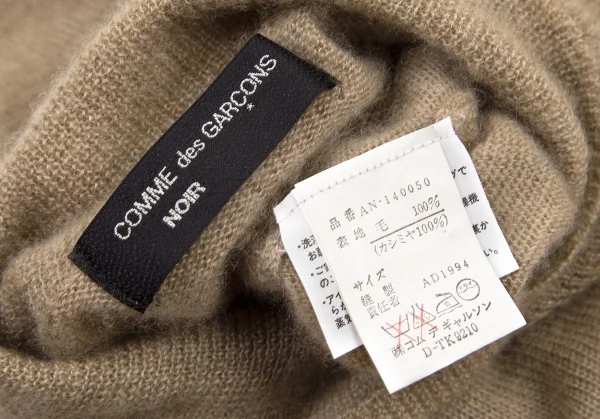 COMME des GARCONS
NOIR
品番 AN-140050
表地 毛 100%
(カシミヤ100%)
サイズ
縫製
責任者 AD1994
㈱コム デ ギャルソン
D-TK9210